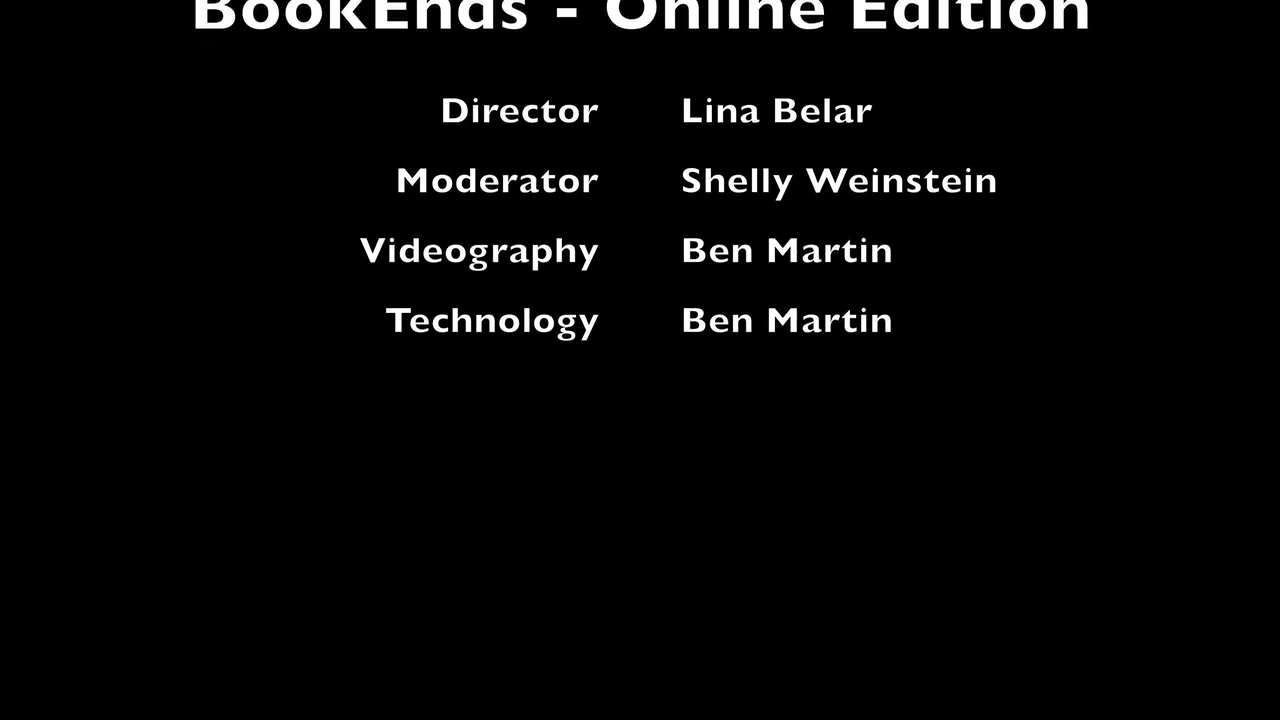 BookEnds - Online Edition
Director Lina Belar
Moderator Shelly Weinstein
Videography Ben Martin
Technology Ben Martin